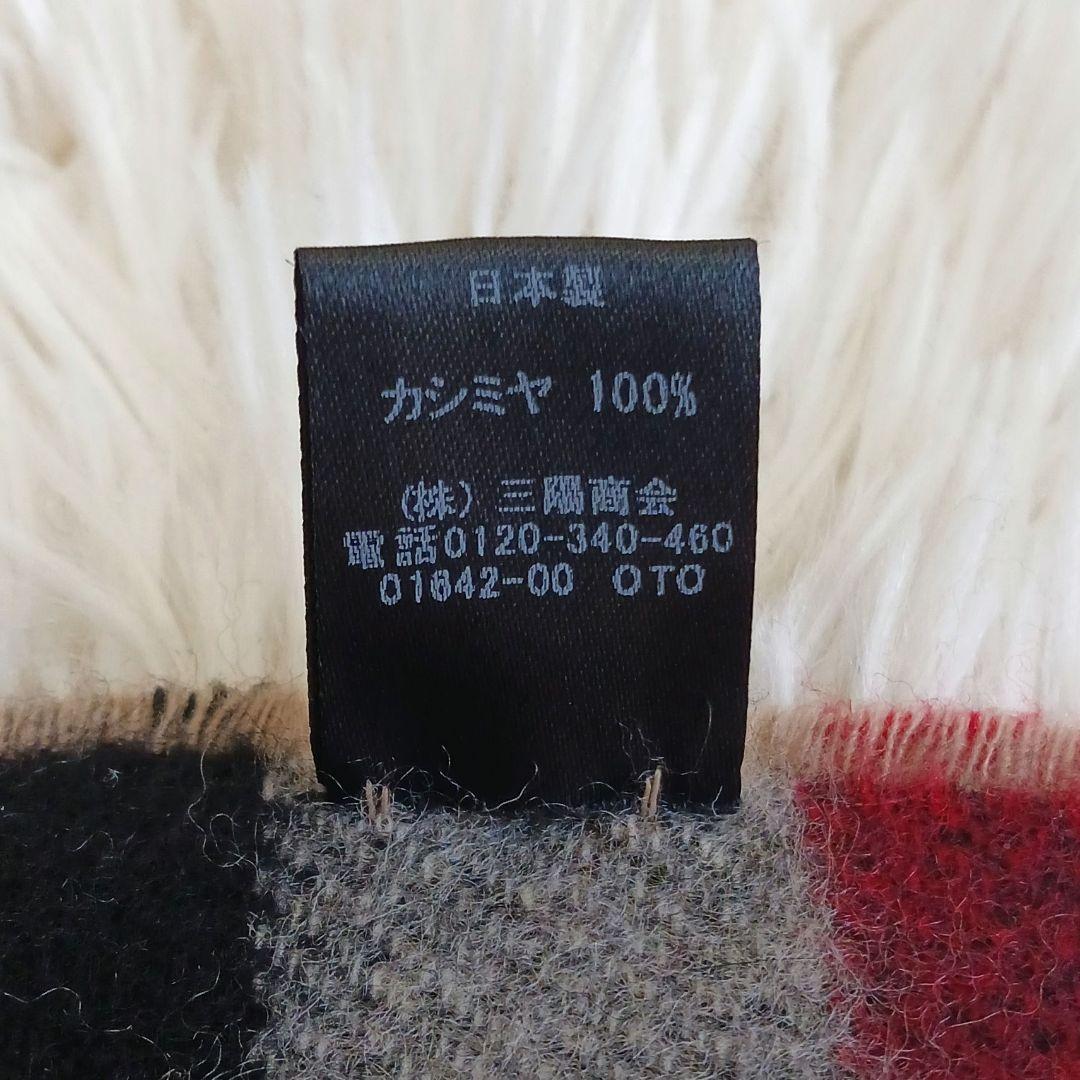 日本製
カシミヤ 100%
(株) 三陽商会
電話0120-340-460
01642-00 OTO